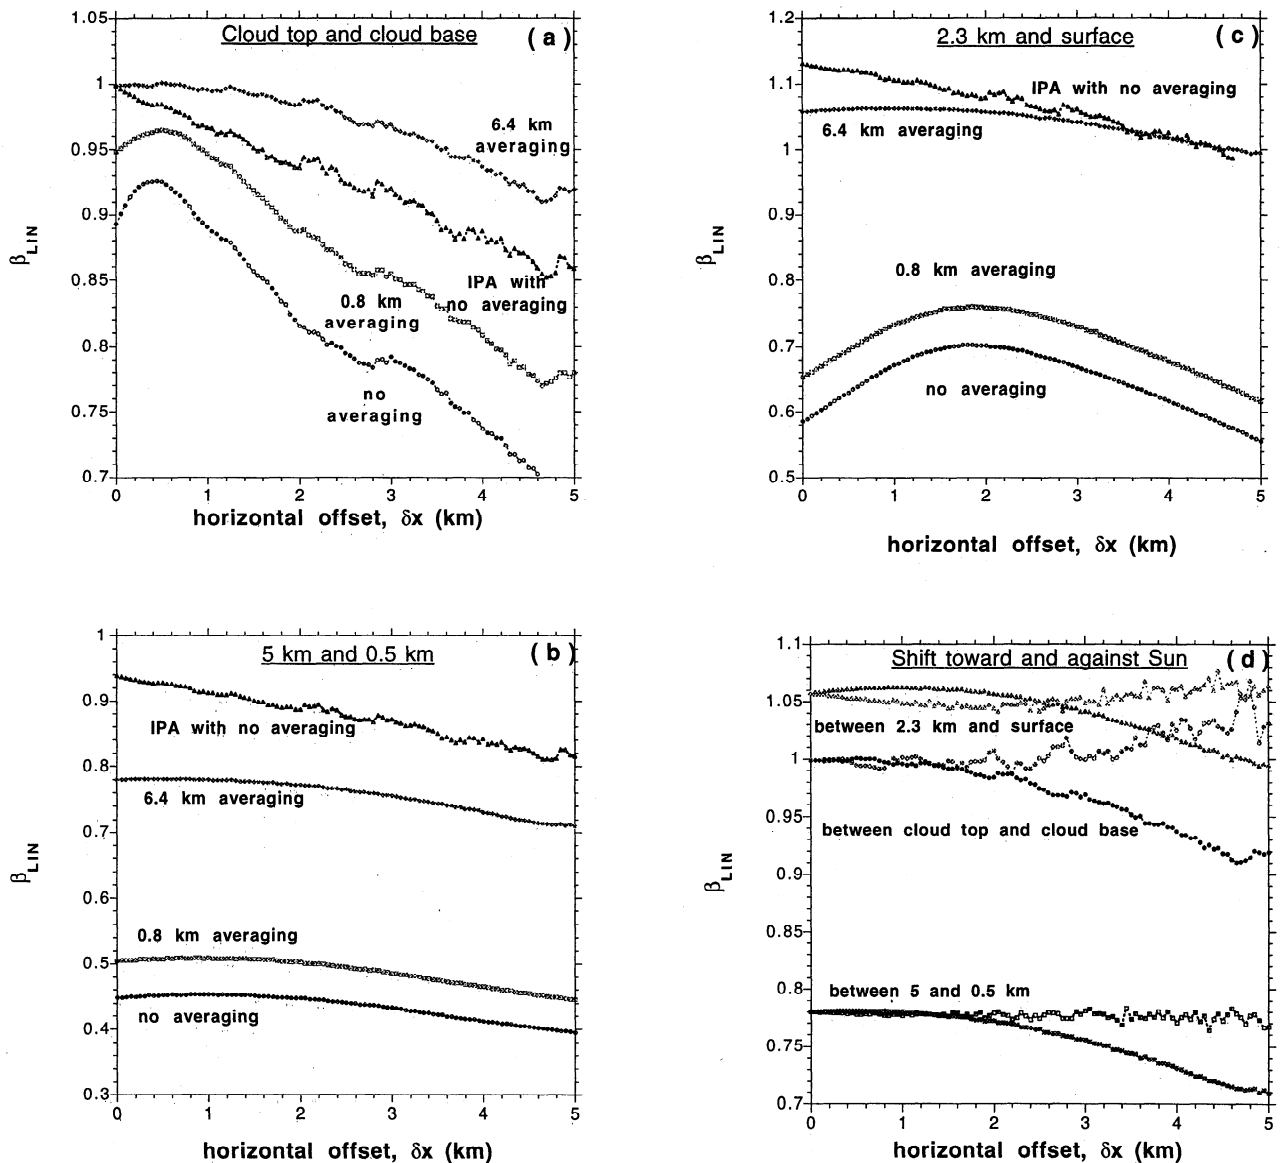 Cloud top and cloud base
(a)
1.05
1
0.95
0.9
0.85
0.8
0.75
0.7
β LIN
6.4 km
averaging
IPA with
no averaging
0.8 km
averaging
no
averaging
0 1 2 3 4 5
horizontal offset, δx (km)
2.3 km and surface
(c)
1.2
1.1
1
0.9
0.8
0.7
0.6
0.5
β LIN
IPA with no averaging
6.4 km averaging
0.8 km averaging
no averaging
0 1 2 3 4 5
horizontal offset, δx (km)
5 km and 0.5 km
(b)
1
0.9
0.8
0.7
0.6
0.5
0.4
0.3
β LIN
IPA with no averaging
6.4 km averaging
0.8 km averaging
no averaging
0 1 2 3 4 5
horizontal offset, δx (km)
Shift toward and against Sun
(d)
1.1
1.05
1
0.95
0.9
0.85
0.8
0.75
0.7
β LIN
between 2.3 km and surface
between cloud top and cloud base
between 5 and 0.5 km
0 1 2 3 4 5
horizontal offset, δx (km)